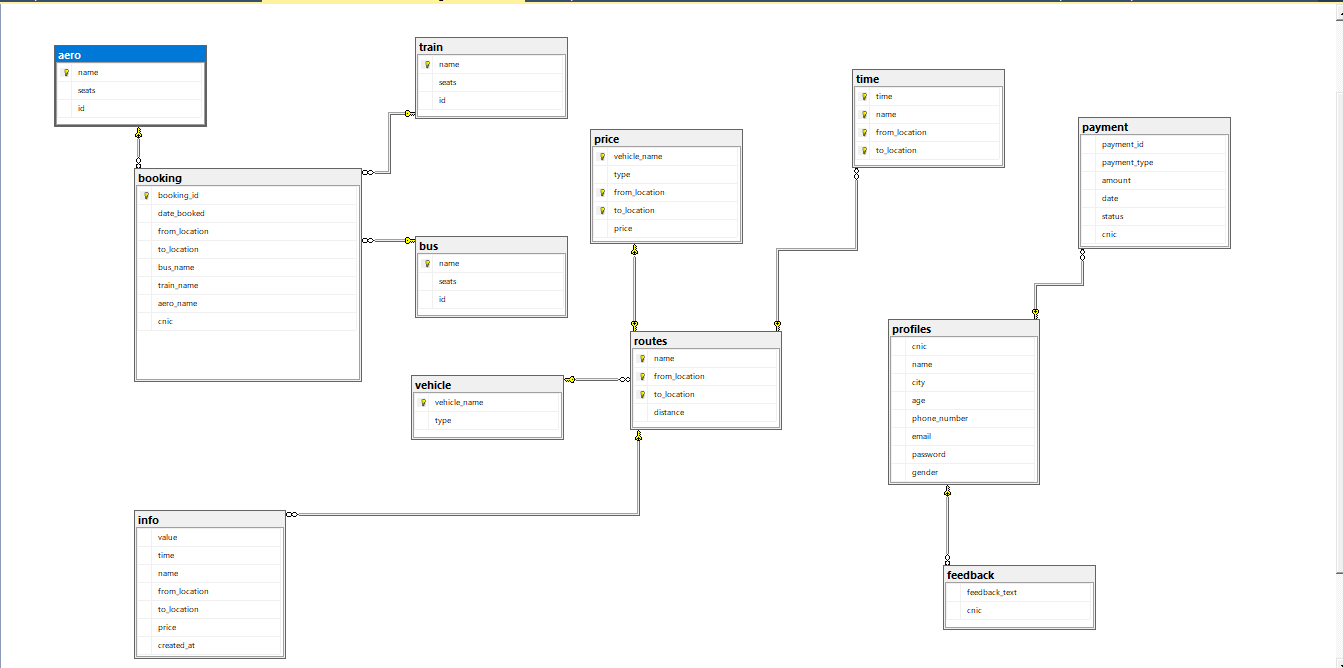 aero
name
seats
id
train
name
seats
id
booking
booking_id
date_booked
from_location
to_location
bus_name
train_name
aero_name
cnic
bus
name
seats
id
price
vehicle_name
type
from_location
to_location
price
time
time
name
from_location
to_location
payment
payment_id
payment_type
amount
date
status
cnic
routes
name
from_location
to_location
distance
vehicle
vehicle_name
type
profiles
cnic
name
city
age
phone_number
email
password
gender
info
value
time
name
from_location
to_location
price
created_at
feedback
feedback_text
cnic